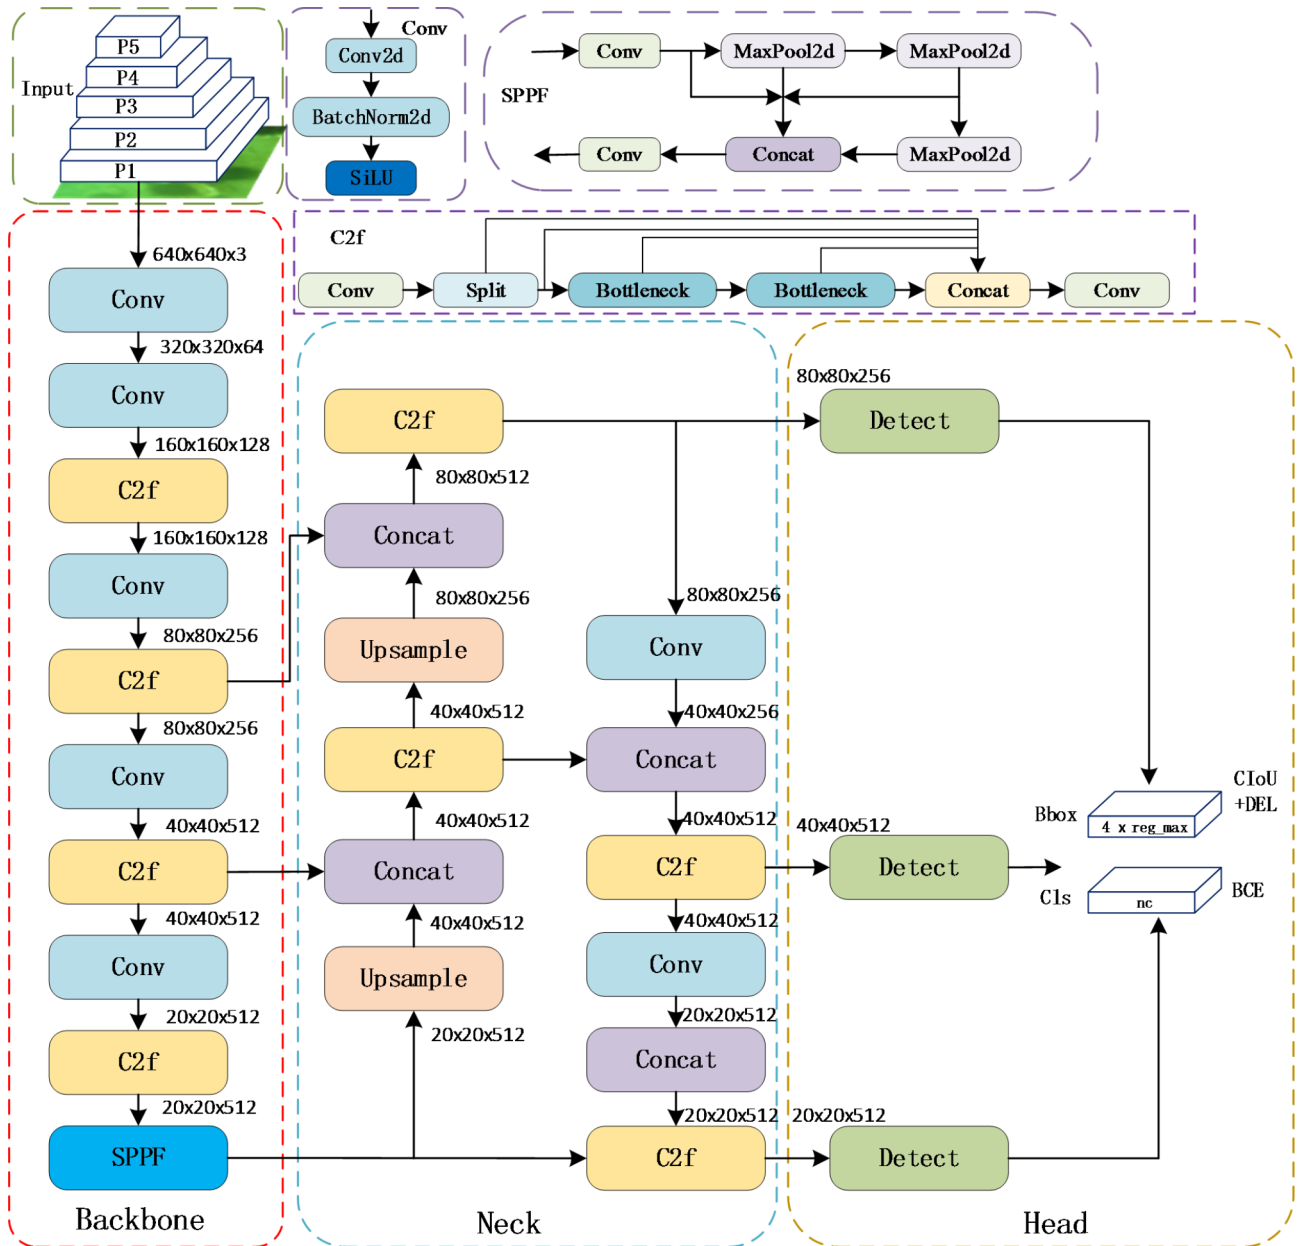 Input
P5
P4
P3
P2
P1
Conv
Conv2d
BatchNorm2d
SiLU
SPPF
Conv
MaxPool2d
MaxPool2d
Conv
Concat
MaxPool2d
C2f
Conv
Split
Bottleneck
Bottleneck
Concat
Conv
640x640x3
Conv
320x320x64
Conv
160x160x128
C2f
160x160x128
Conv
80x80x256
C2f
80x80x256
Conv
40x40x512
C2f
40x40x512
Conv
20x20x512
C2f
20x20x512
SPPF
Backbone
C2f
80x80x512
Concat
80x80x256
Upsample
40x40x512
C2f
40x40x512
Concat
40x40x512
Upsample
20x20x512
80x80x256
Conv
40x40x256
Concat
40x40x512
C2f
40x40x512
Conv
20x20x512
Concat
20x20x512
C2f
Neck
80x80x256
Detect
40x40x512
Detect
20x20x512
Detect
Bbox
4 x reg_max
CIoU
+DEL
Cls
nc
BCE
Head